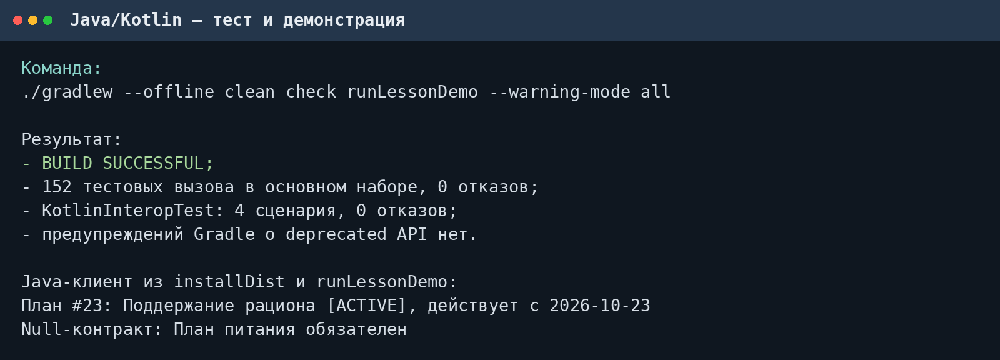 Java/Kotlin — тест и демонстрация
Команда:
./gradlew --offline clean check runLessonDemo --warning-mode all
Результат:
- BUILD SUCCESSFUL;
- 152 тестовых вызова в основном наборе, 0 отказов;
- KotlinInteropTest: 4 сценария, 0 отказов;
- предупреждений Gradle о deprecated API нет.
Java-клиент из installDist и runLessonDemo:
План #23: Поддержание рациона [ACTIVE], действует с 2026-10-23
Null-контракт: План питания обязателен